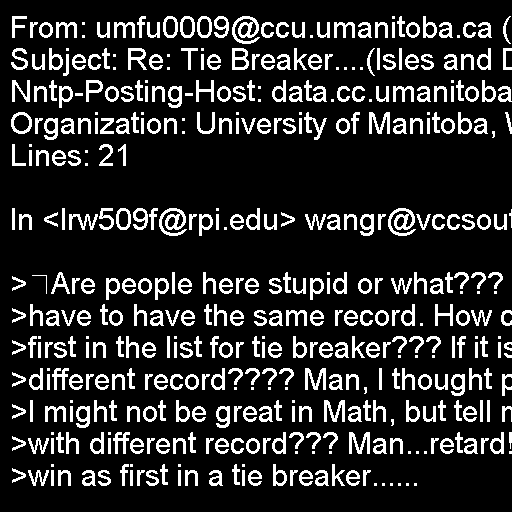 From: umfu0009@ccu.umanitoba.ca (
Subject: Re: Tie Breaker....(Isles and
Nntp-Posting-Host: data.cc.umanitoba
Organization: University of Manitoba,
Lines: 21
In <lrw509f@rpi.edu> wangr@vccsout
>Are people here stupid or what???
>have to have the same record. How
>first in the list for tie breaker??? If it is
>different record???? Man, I thought
>I might not be great in Math, but tell
>with different record??? Man...retard!
>win as first in a tie breaker......